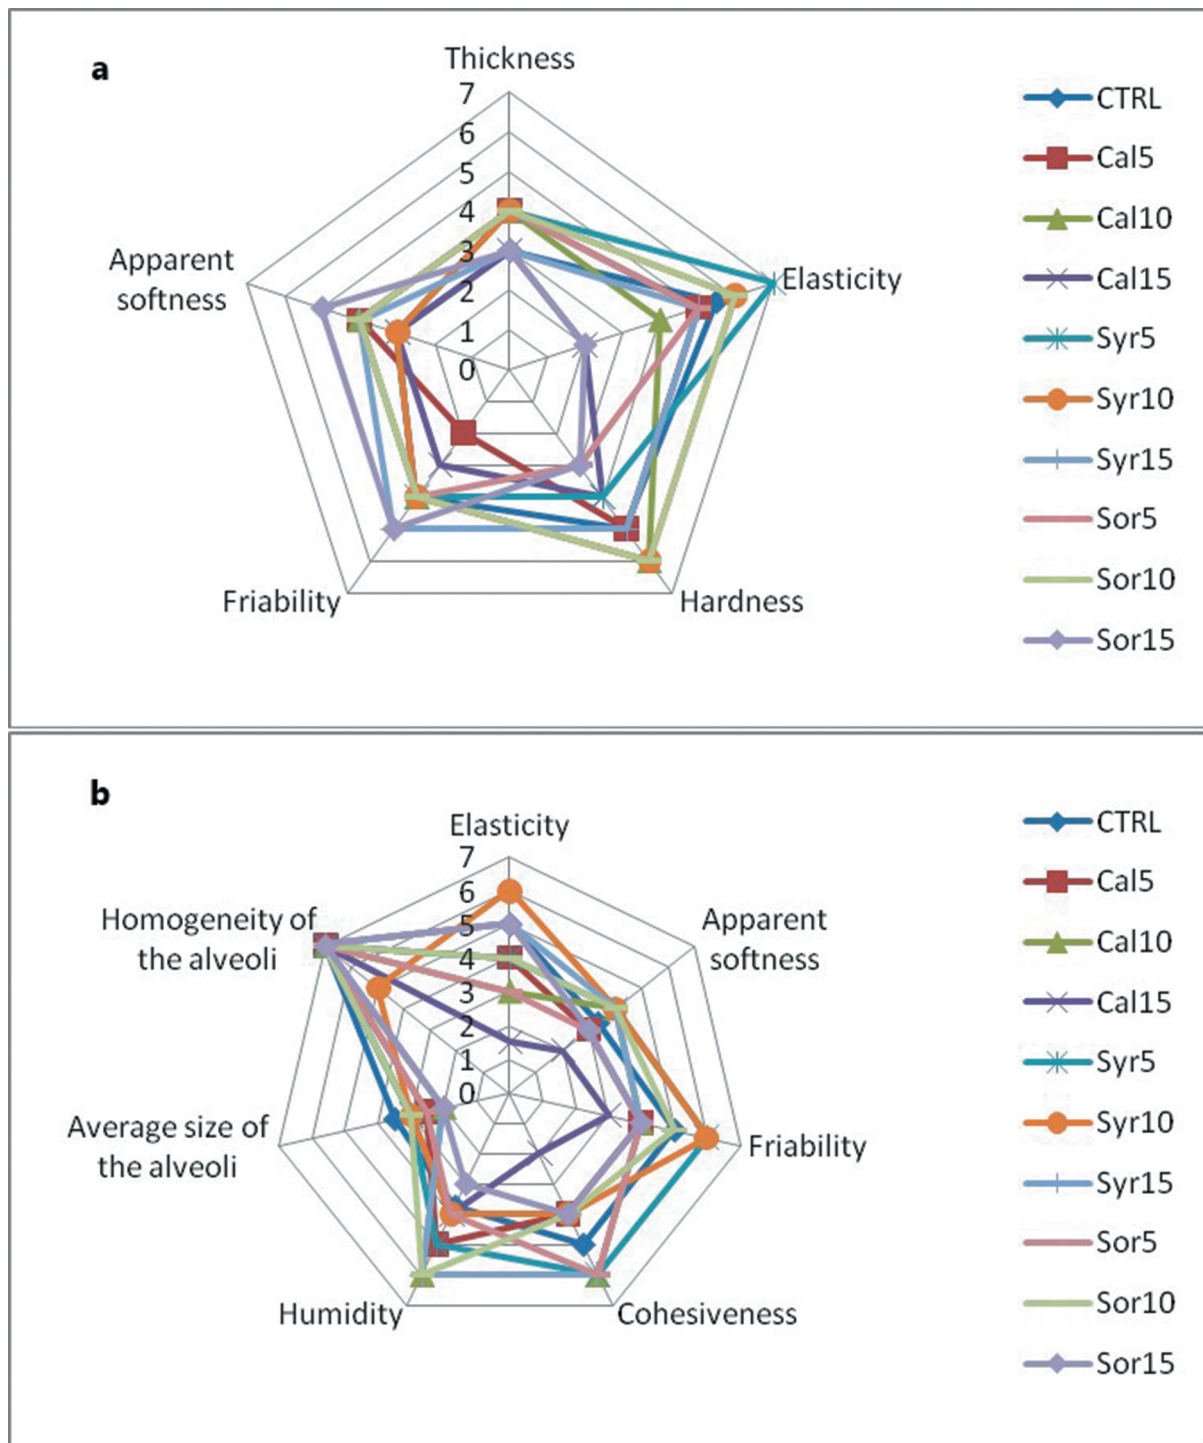 a
Thickness
7
6
5
4
3
2
1
0
Elasticity
Hardness
Friability
Apparent
softness
CTRL
Cal5
Cal10
Cal15
Syr5
Syr10
Syr15
Sor5
Sor10
Sor15
b
Elasticity
7
6
5
4
3
2
1
0
Apparent
softness
Friability
Cohesiveness
Humidity
Average size of
the alveoli
Homogeneity of
the alveoli
CTRL
Cal5
Cal10
Cal15
Syr5
Syr10
Syr15
Sor5
Sor10
Sor15